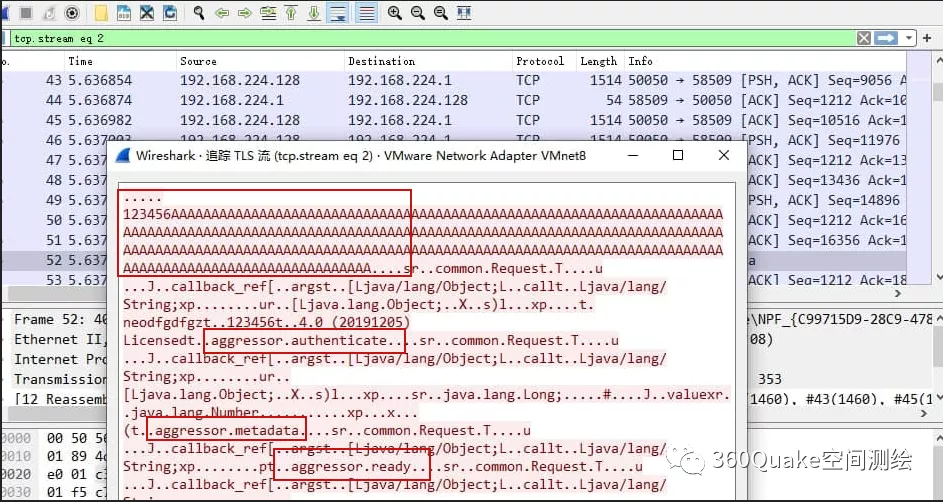 tcp.stream eq 2
Time Source Destination Protocol Length Info
43 5.636854 192.168.224.128 192.168.224.1 TCP 1514 50050 → 58509 [PSH, ACK] Seq=9056 A
44 5.636874 192.168.224.1 192.168.224.128 TCP 54 58509 → 50050 [ACK] Seq=1212 Ack=10
45 5.636982 192.168.224.128 192.168.224.1 TCP 1514 50050 → 58509 [ACK] Seq=10516 Ack=1
46 5.637003 192.168.224.128 192.168.224.1 TCP 1514 50050 → 58509 [PSH, ACK] Seq=11976
47 5.637 [ACK] Seq=1212 Ack=13
48 5.637 [ACK] Seq=13436 Ack=1
49 5.637 [PSH, ACK] Seq=14896
50 5.637 [ACK] Seq=1212 Ack=16
51 5.637 [ACK] Seq=16356 Ack=1
52 5.637 a
53 5.637 [ACK] Seq=1212 Ack=18
Wireshark · 追踪 TLS 流 (tcp.stream eq 2) · VMware Network Adapter VMnet8
.....
123456AAAAAAAAAAAAAAAAAAAAAAAAAAAAAAAAAAAAAAAAAAAAAAAAAAAAAAAAAAAAAAAAAAAAA
AAAAAAAAAAAAAAAAAAAAAAAAAAAAAAAAAAAAAAAAAAAAAAAAAAAAAAAAAAAAAAAAAAAAAAAAAAA
AAAAAAAAAAAAAAAAAAAAAAAAAAAAAAAAAAAAAAAAAAAAAAAAAAAAAAAAAAAAAAAAAAAAAAAAAAA
AAAAAAAAAAAAAAAAAAAAAAAAAAAAAAA....sr..common.Request.T....u
...J..callback_ref[..argst..[Ljava/lang/Object;L..callt..Ljava/lang/
String;xp........ur..[Ljava.lang.Object;..X..s)l...xp....t.
neodfgdfgzt..123456t..4.0 (20191205)
Licensedt..aggressor.authenticate....sr..common.Request.T....u
...J..callback_ref[..argst..[Ljava/lang/Object;L..callt..Ljava/lang/
String;xp........ur..
[Ljava.lang.Object;..X..s)l...xp....sr..java.lang.Long;.....#....J..valuexr.
.java.lang.Number...........xp...x...
(t..aggressor.metadata....sr..common.Request.T....u
...J..callback_ref[..argst..[Ljava/lang/Object;L..callt..Ljava/lang/
String;xp........pt..aggressor.ready....sr..common.Request.T....u
Frame 52: 40
Ethernet II,
Internet Pro
Transmission
[12 Reassemb
e\NPF_{C99715D9-28C9-478
08)
353
(1460), #43(1460), #45(1
0000 00 50 56
0010 01 89 4d
0020 e0 01
0030 01 f5
360Quake空间测绘